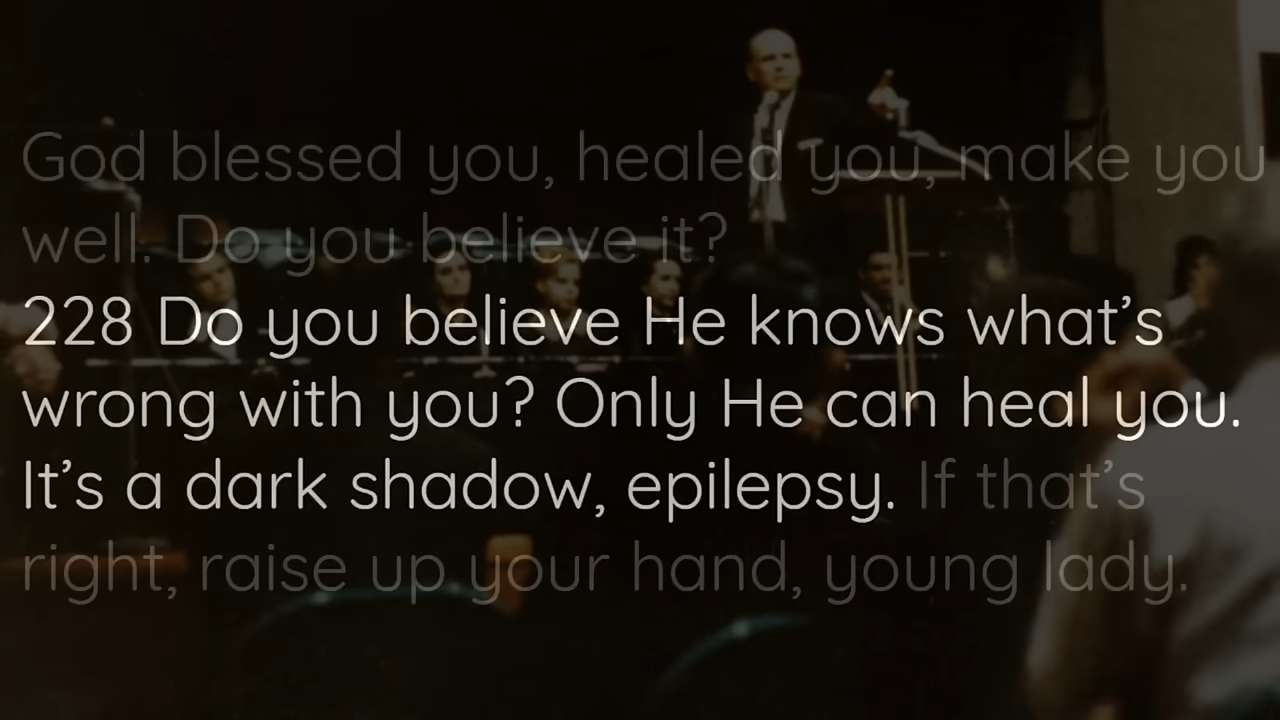 God blessed you, healed you, make you
well. Do you believe it?
228 Do you believe He knows what’s
wrong with you? Only He can heal you.
It’s a dark shadow, epilepsy. If that’s
right, raise up your hand, young lady.